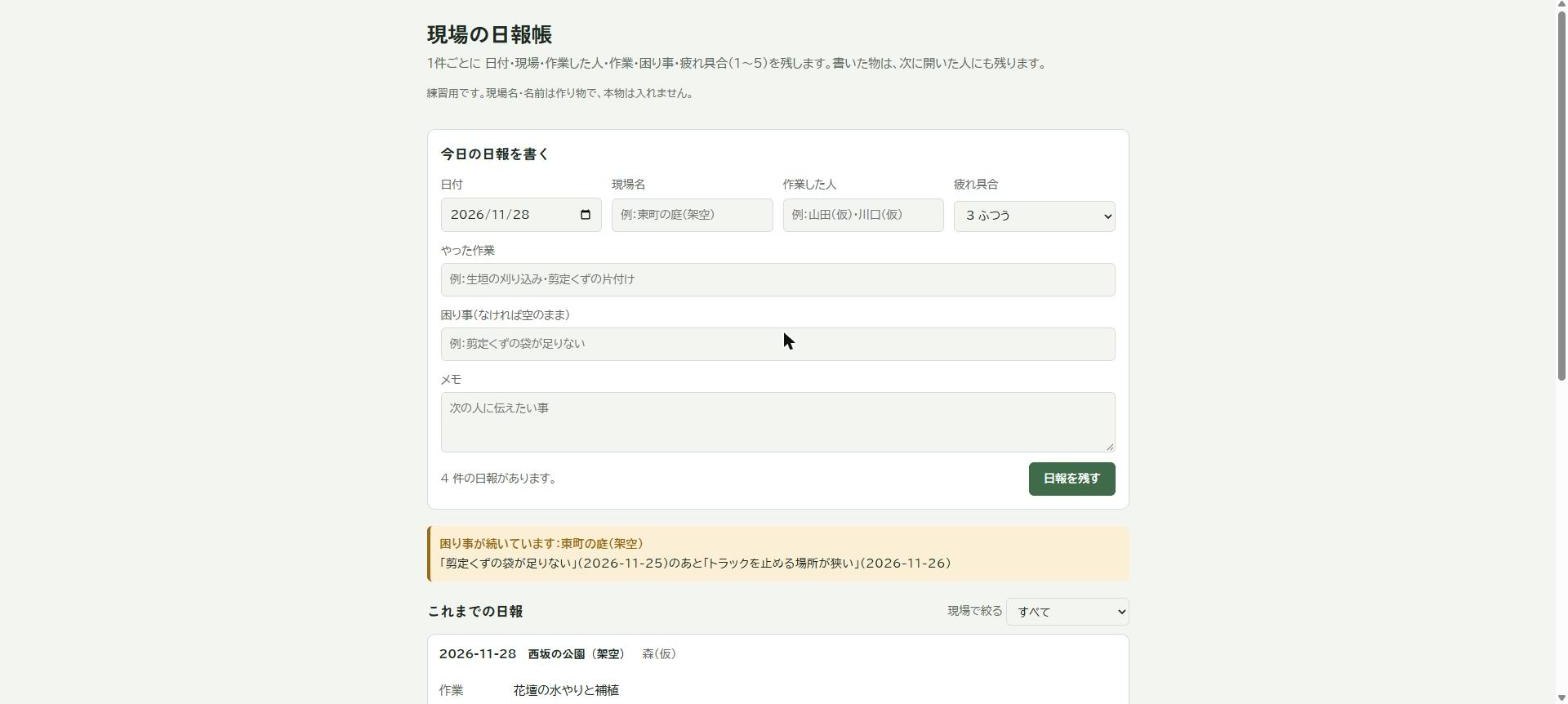 現場の日報帳
1件ごとに 日付・現場・作業した人・作業・困り事・疲れ具合(1〜5)を残します。書いた物は、次に開いた人にも残ります。
練習用です。現場名・名前は作り物で、本物は入れません。
今日の日報を書く
日付 現場名 作業した人 疲れ具合
2026/11/28 例:東町の庭(架空) 例:山田(仮)・川口(仮) 3 ふつう
やった作業
例:生垣の刈り込み・剪定くずの片付け
困り事(なければ空のまま)
例:剪定くずの袋が足りない
メモ
次の人に伝えたい事
4 件の日報があります。 日報を残す
困り事が続いています:東町の庭(架空)
「剪定くずの袋が足りない」(2026-11-25)のあと「トラックを止める場所が狭い」(2026-11-26)
これまでの日報 現場で絞る すべて
2026-11-28 西坂の公園(架空) 森(仮)
作業 花壇の水やりと補植